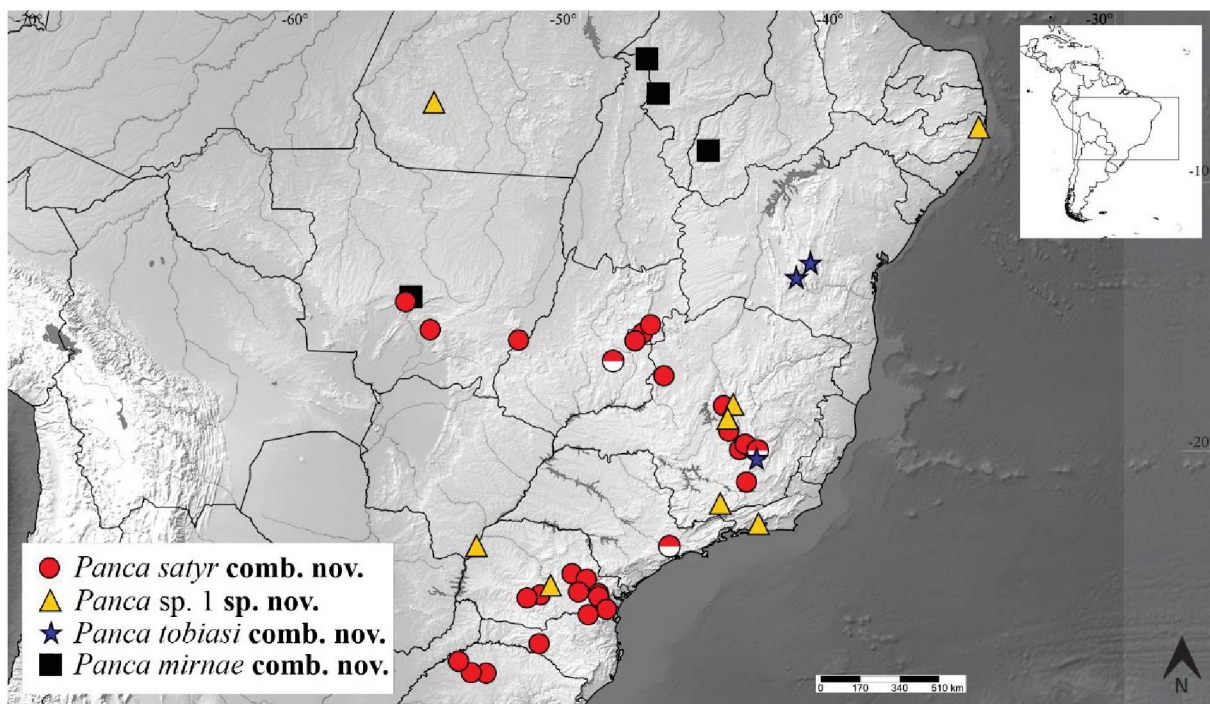 -70° -60° -50° -40° -30°
-10°
-20°
Panca satyr comb. nov.
Panca sp. 1 sp. nov.
Panca tobiasi comb. nov.
Panca mirnae comb. nov.
0 170 340 510 km
N